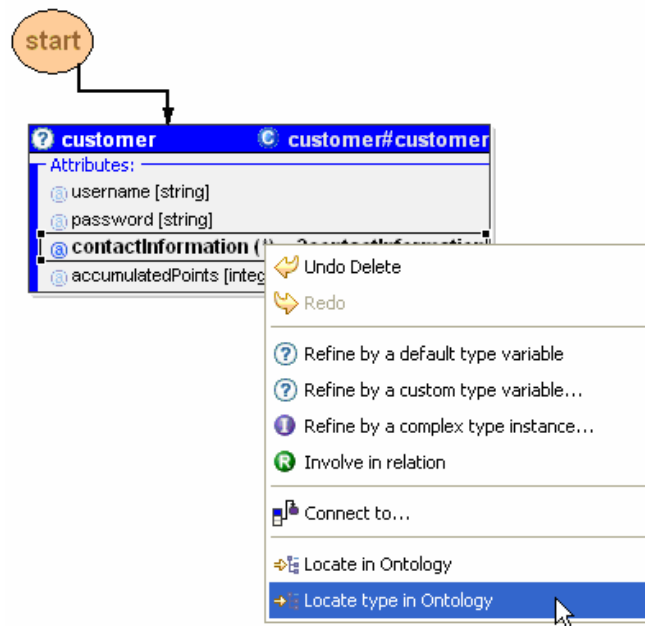 start
customer customer#customer
Attributes:
username [string]
password [string]
contactInformation
accumulatedPoints [integ
Undo Delete
Redo
Refine by a default type variable
Refine by a custom type variable...
Refine by a complex type instance...
Involve in relation
Connect to...
Locate in Ontology
Locate type in Ontology